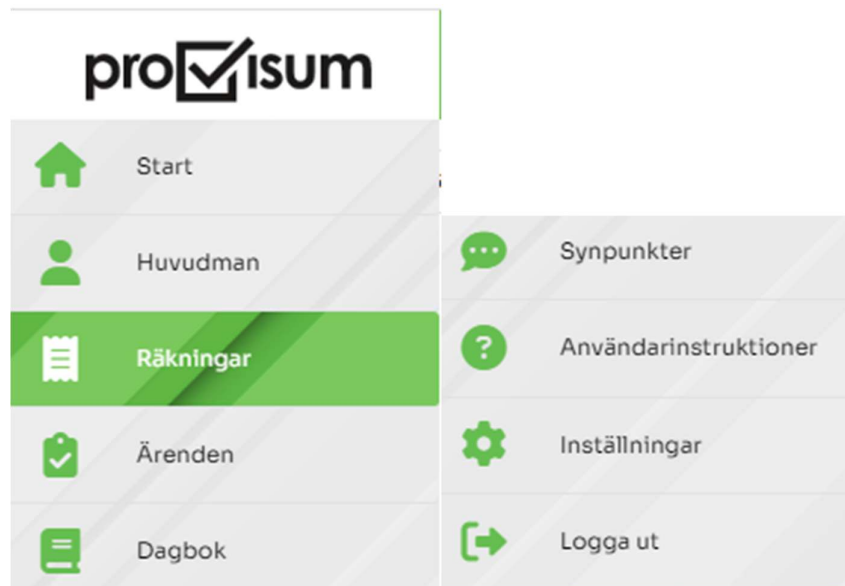 provisum
Start
Huvudman
Räkningar
Ärenden
Dagbok
Synpunkter
Användarinstruktioner
Inställningar
Logga ut